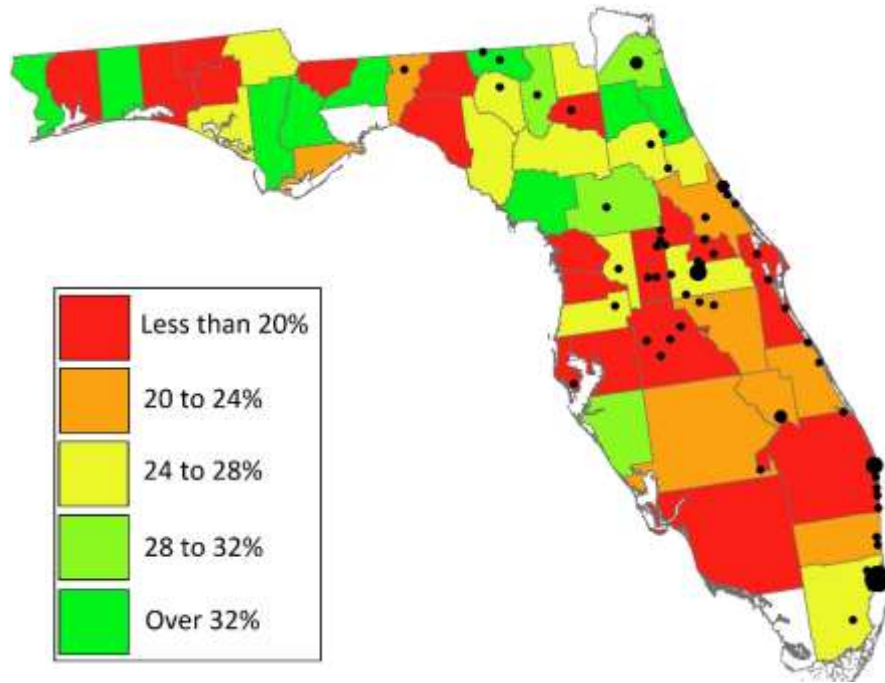 Less than 20%
20 to 24%
24 to 28%
28 to 32%
Over 32%